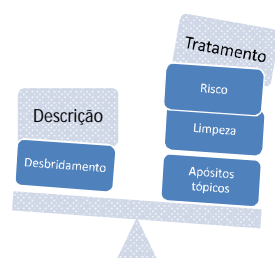 Descrição
Desbridamento
Tratamento
Risco
Limpeza
Apósitos
tópicos